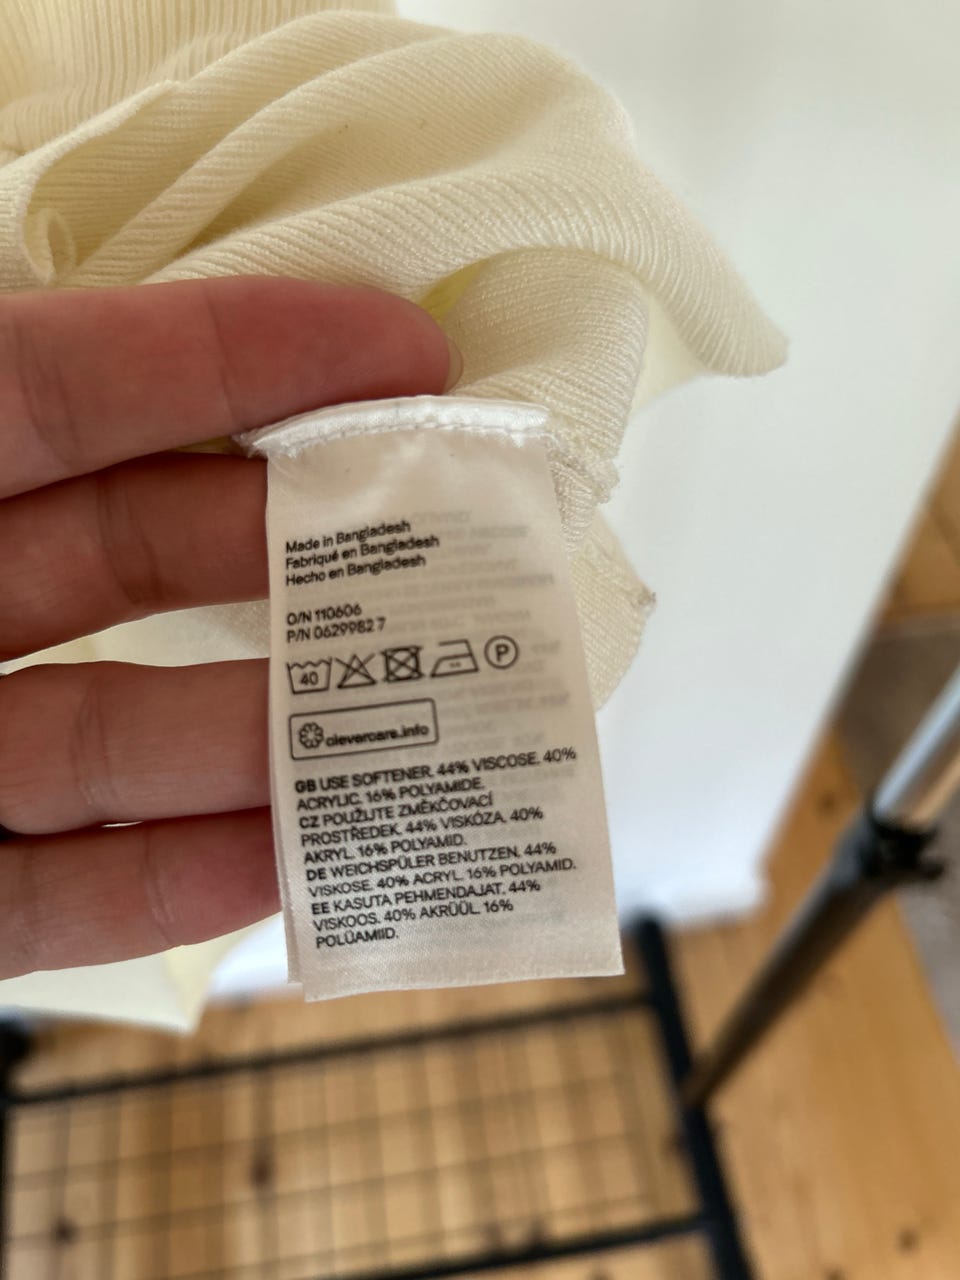 Made in Bangladesh
Fabriqué en Bangladesh
Hecho en Bangladesh
O/N 110606
P/N 0629982 7
40 P
clevercare.info
GB USE SOFTENER. 44% VISCOSE. 40%
ACRYLIC. 16% POLYAMIDE.
CZ POUŽIJTE ZMĚKČOVACÍ
PROSTŘEDEK. 44% VISKÓZA. 40%
AKRYL. 16% POLYAMID.
DE WEICHSPÜLER BENUTZEN. 44%
VISKOSE. 40% ACRYL. 16% POLYAMID.
EE KASUTA PEHMENDAJAT. 44%
VISKOOS. 40% AKRÜÜL. 16%
POLÜAMIID.